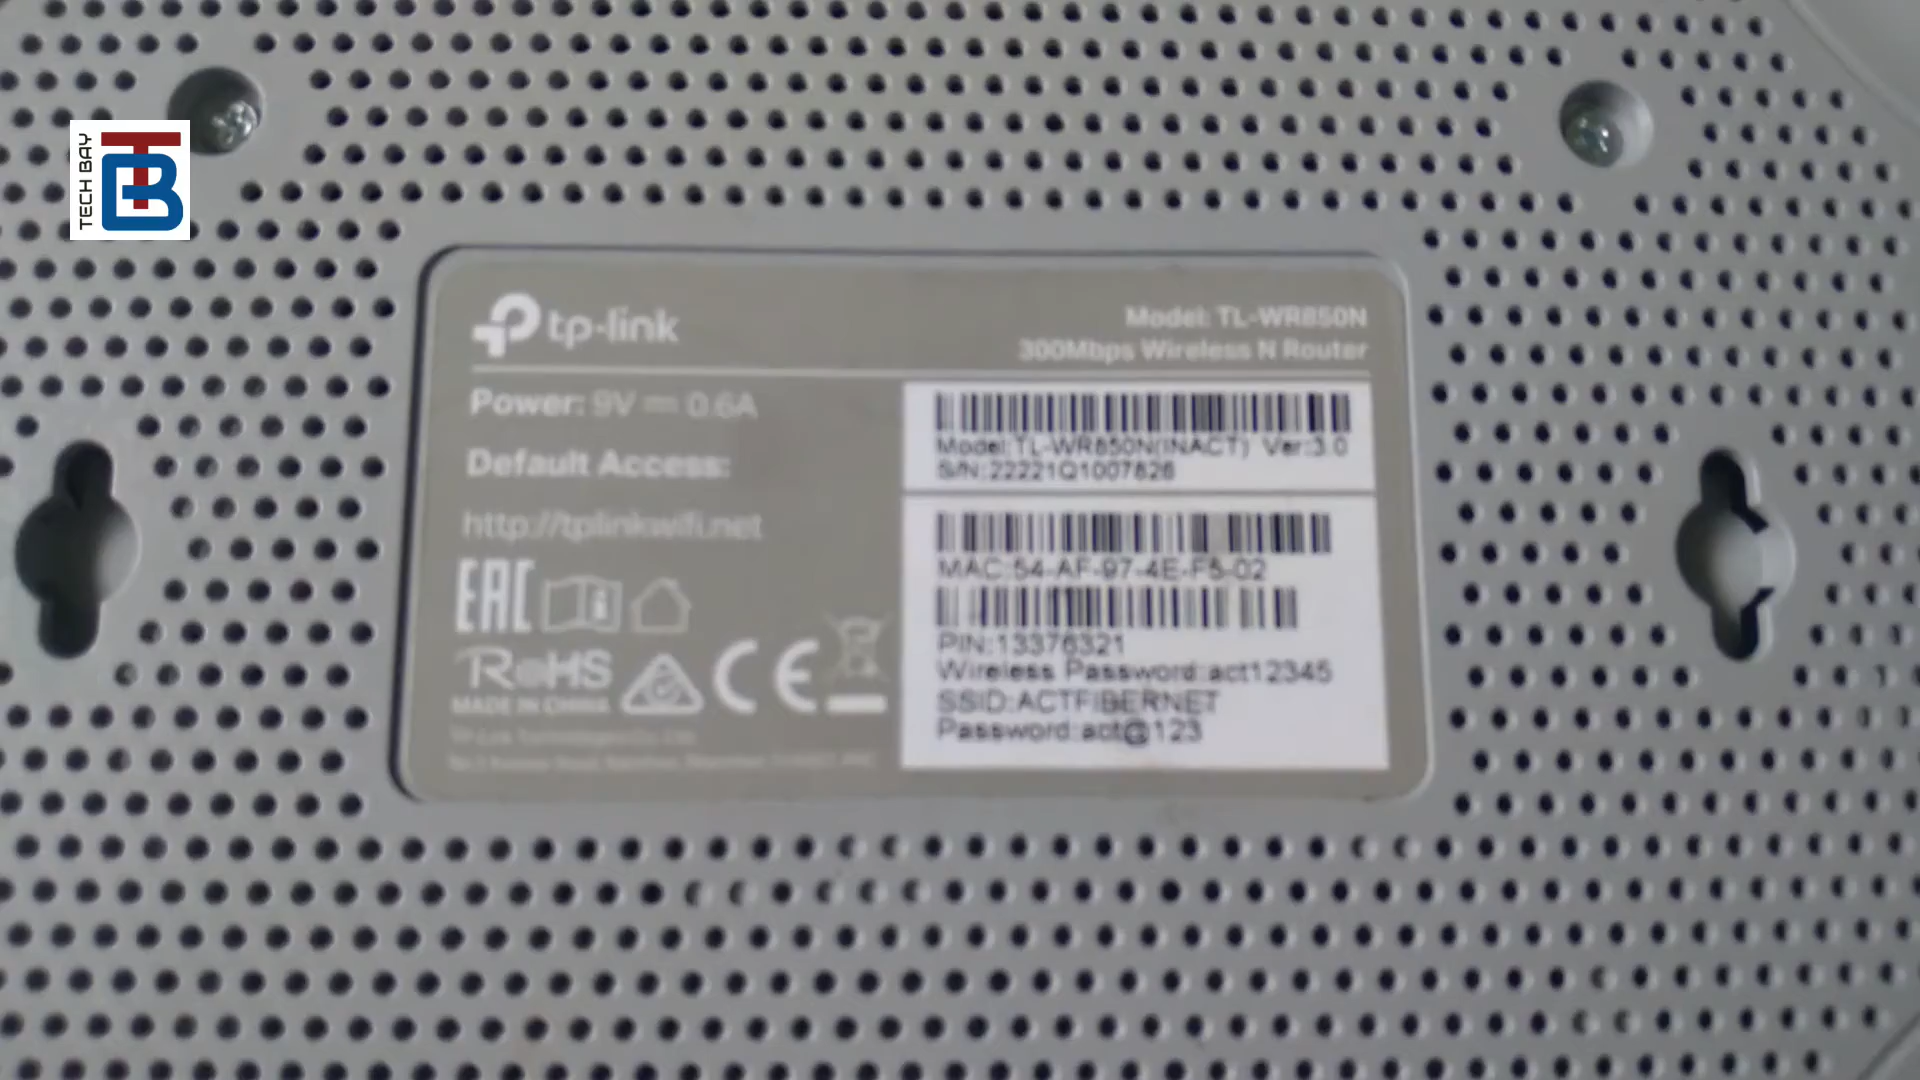 TECH BAY
TB
tp-link
Model: TL-WR850N
300Mbps Wireless N Router
Power: 9V ⎓ 0.6A
Default Access:
http://tplinkwifi.net
Model:TL-WR850N(INACT) Ver:3.0
S/N:22221Q1007826
MAC:54-AF-97-4E-F5-02
PIN:13376321
Wireless Password:act12345
SSID:ACTFIBERNET
Password:act@123
EAC
RoHS
CE
MADE IN CHINA